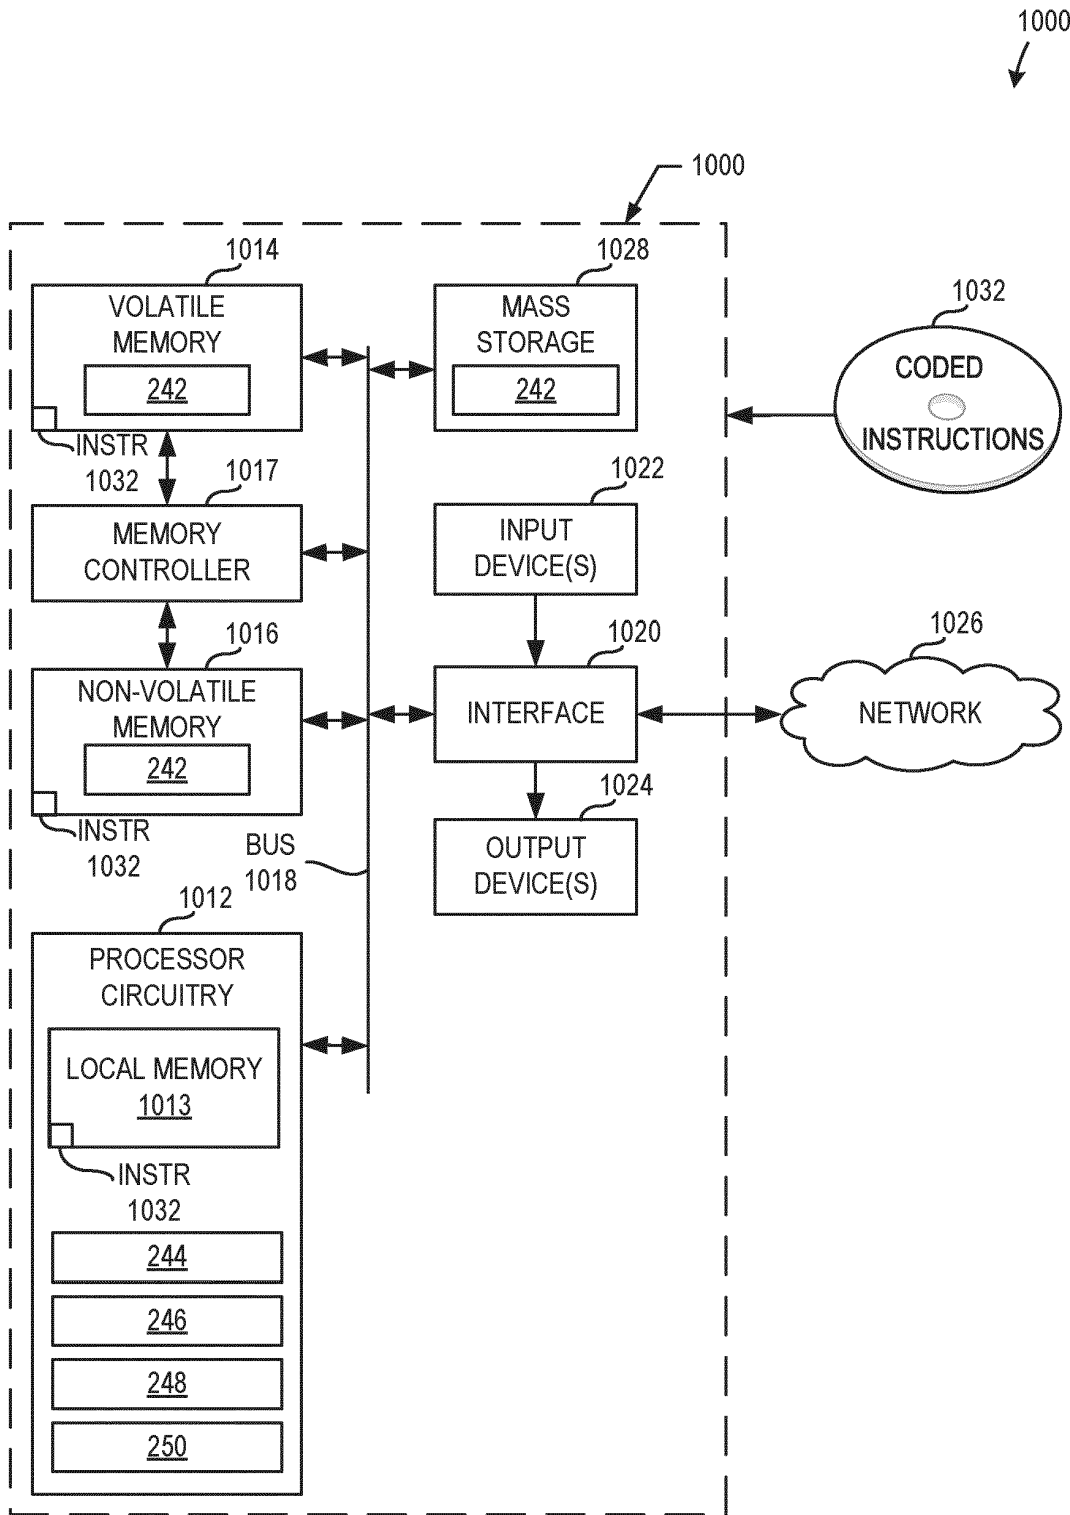 1000
1000
1014
VOLATILE
MEMORY
242
INSTR
1032
1017
MEMORY
CONTROLLER
1016
NON-VOLATILE
MEMORY
242
INSTR
1032
BUS
1018
1012
PROCESSOR
CIRCUITRY
LOCAL MEMORY
1013
INSTR
1032
244
246
248
250
1028
MASS
STORAGE
242
1022
INPUT
DEVICE(S)
1020
INTERFACE
1024
OUTPUT
DEVICE(S)
1032
CODED
INSTRUCTIONS
1026
NETWORK